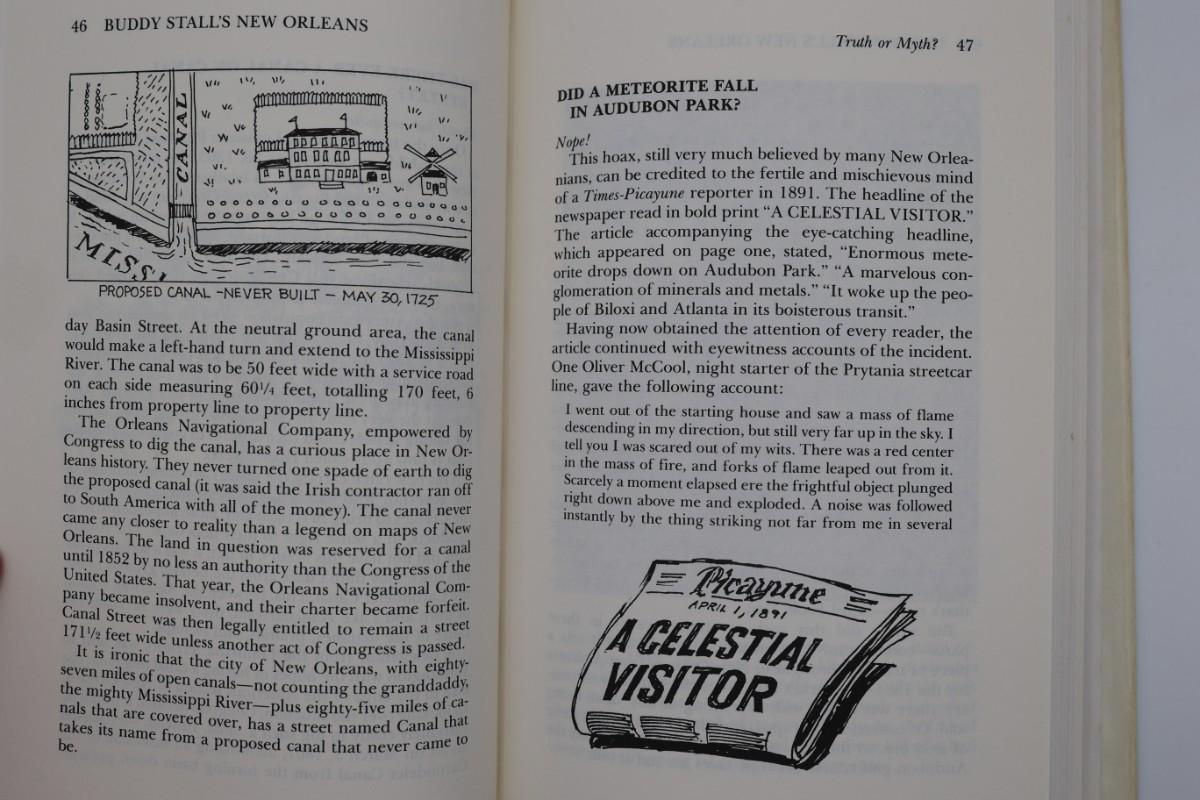 46 BUDDY STALL'S NEW ORLEANS
CANAL
MISSI
PROPOSED CANAL - NEVER BUILT - MAY 30, 1725
day Basin Street. At the neutral ground area, the canal
would make a left-hand turn and extend to the Mississippi
River. The canal was to be 50 feet wide with a service road
on each side measuring 60¼ feet, totalling 170 feet, 6
inches from property line to property line.
The Orleans Navigational Company, empowered by
Congress to dig the canal, has a curious place in New Or-
leans history. They never turned one spade of earth to dig
the proposed canal (it was said the Irish contractor ran off
to South America with all of the money). The canal never
came any closer to reality than a legend on maps of New
Orleans. The land in question was reserved for a canal
until 1852 by no less an authority than the Congress of the
United States. That year, the Orleans Navigational Com-
pany became insolvent, and their charter became forfeit.
Canal Street was then legally entitled to remain a street
171½ feet wide unless another act of Congress is passed.
It is ironic that the city of New Orleans, with eighty-
seven miles of open canals—not counting the granddaddy,
the mighty Mississippi River—plus eighty-five miles of ca-
nals that are covered over, has a street named Canal that
takes its name from a proposed canal that never came to
be.
Truth or Myth? 47
DID A METEORITE FALL
IN AUDUBON PARK?
Nope!
This hoax, still very much believed by many New Orlea-
nians, can be credited to the fertile and mischievous mind
of a Times-Picayune reporter in 1891. The headline of the
newspaper read in bold print “A CELESTIAL VISITOR.”
The article accompanying the eye-catching headline,
which appeared on page one, stated, “Enormous mete-
orite drops down on Audubon Park.” “A marvelous con-
glomeration of minerals and metals.” “It woke up the peo-
ple of Biloxi and Atlanta in its boisterous transit.”
Having now obtained the attention of every reader, the
article continued with eyewitness accounts of the incident.
One Oliver McCool, night starter of the Prytania streetcar
line, gave the following account:
I went out of the starting house and saw a mass of flame
descending in my direction, but still very far up in the sky. I
tell you I was scared out of my wits. There was a red center
in the mass of fire, and forks of flame leaped out from it.
Scarcely a moment elapsed ere the frightful object plunged
right down above me and exploded. A noise was followed
instantly by the thing striking not far from me in several
Picayune
APRIL 1, 1891
A CELESTIAL
VISITOR